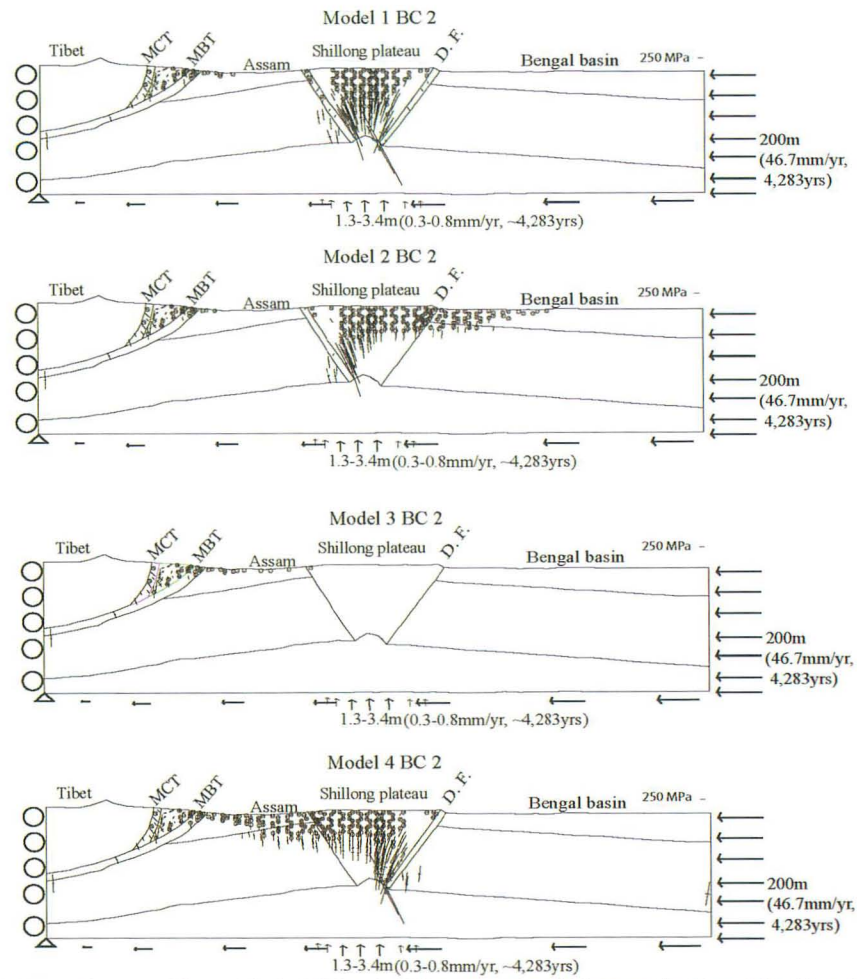 Model 1 BC 2
Tibet MCT MBT Assam Shillong plateau D. F. Bengal basin 250 MPa –
200m
(46.7mm/yr,
4,283yrs)
1.3-3.4m(0.3-0.8mm/yr, ~4,283yrs)
Model 2 BC 2
Tibet MCT MBT Assam Shillong plateau D. F. Bengal basin 250 MPa –
200m
(46.7mm/yr,
4,283yrs)
1.3-3.4m(0.3-0.8mm/yr, ~4,283yrs)
Model 3 BC 2
Tibet MCT MBT Assam Shillong plateau D. F. Bengal basin 250 MPa –
200m
(46.7mm/yr,
4,283yrs)
1.3-3.4m(0.3-0.8mm/yr, ~4,283yrs)
Model 4 BC 2
Tibet MCT MBT Assam Shillong plateau D. F. Bengal basin 250 MPa –
200m
(46.7mm/yr,
4,283yrs)
1.3-3.4m(0.3-0.8mm/yr, ~4,283yrs)